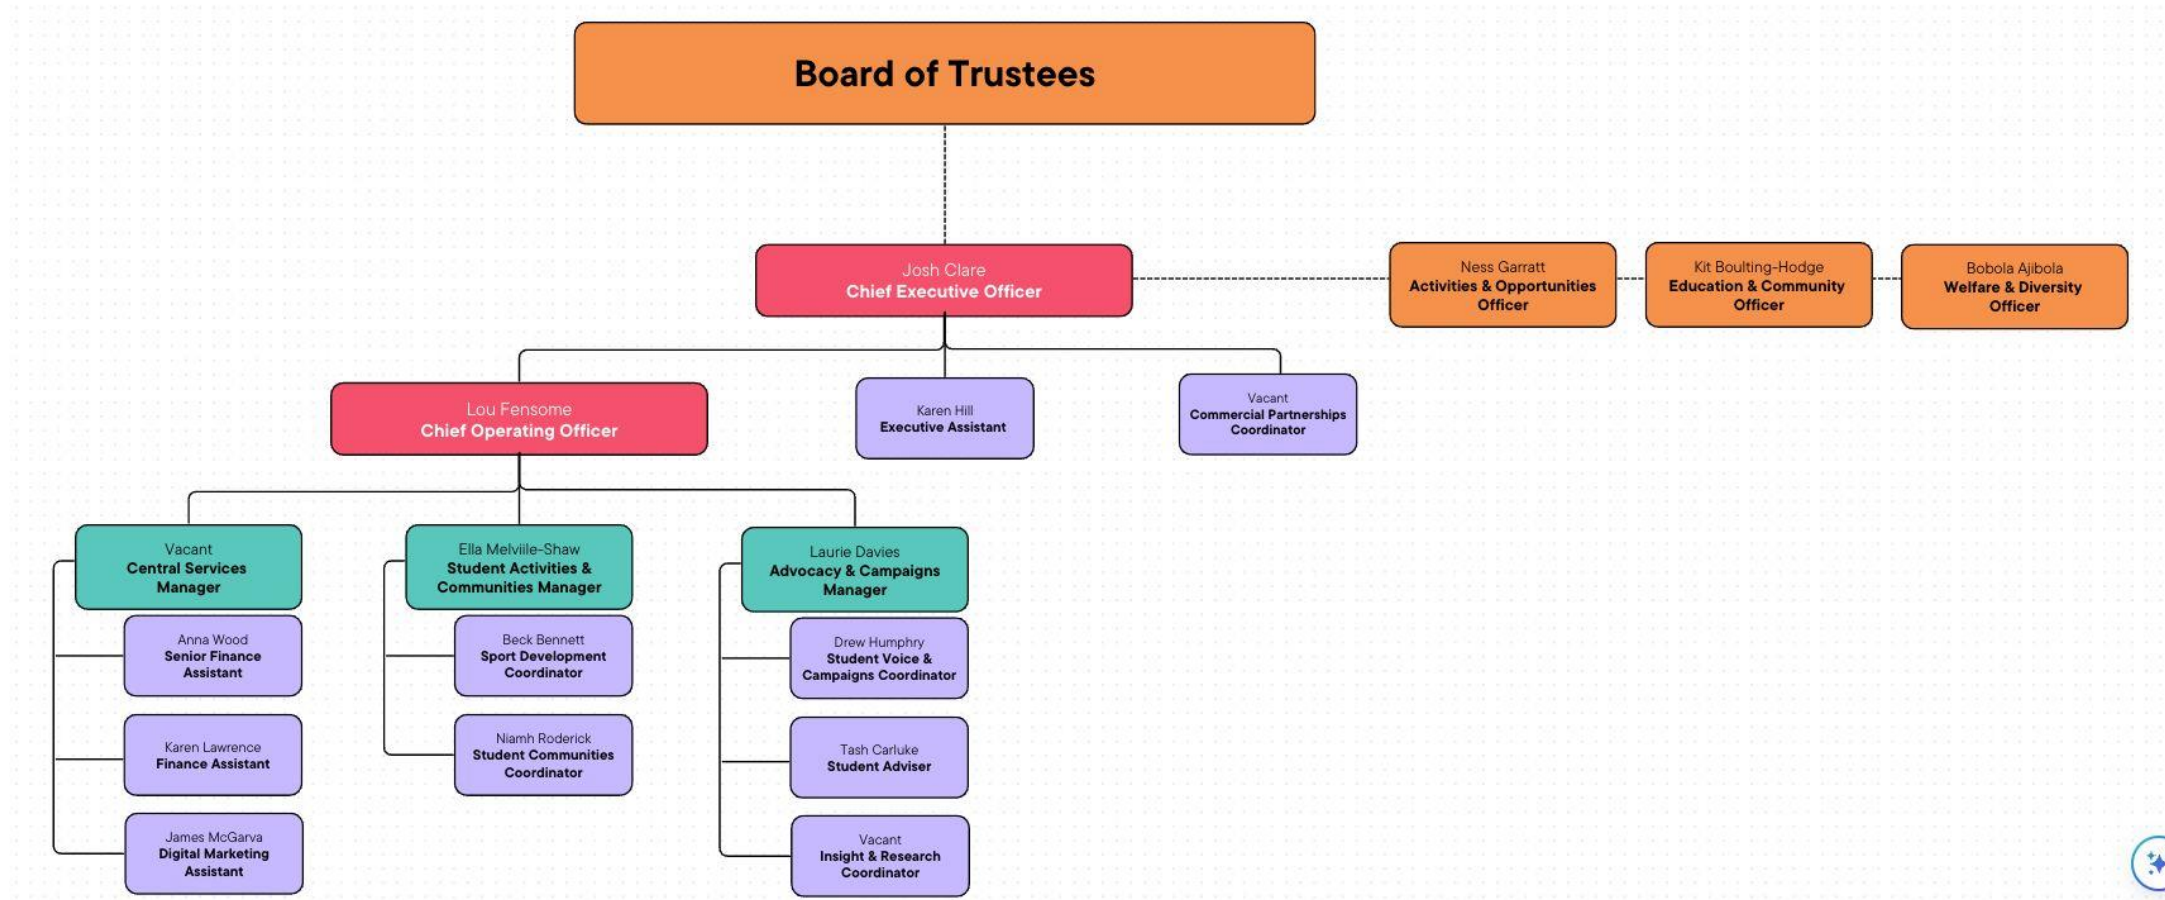 Board of Trustees
Josh Clare
Chief Executive Officer
Ness Garratt
Activities & Opportunities
Officer
Kit Boulting-Hodge
Education & Community
Officer
Bobola Ajibola
Welfare & Diversity
Officer
Lou Fensome
Chief Operating Officer
Karen Hill
Executive Assistant
Vacant
Commercial Partnerships
Coordinator
Vacant
Central Services
Manager
Anna Wood
Senior Finance
Assistant
Karen Lawrence
Finance Assistant
James McGarva
Digital Marketing
Assistant
Ella Melviile-Shaw
Student Activities &
Communities Manager
Beck Bennett
Sport Development
Coordinator
Niamh Roderick
Student Communities
Coordinator
Laurie Davies
Advocacy & Campaigns
Manager
Drew Humphry
Student Voice &
Campaigns Coordinator
Tash Carluke
Student Adviser
Vacant
Insight & Research
Coordinator